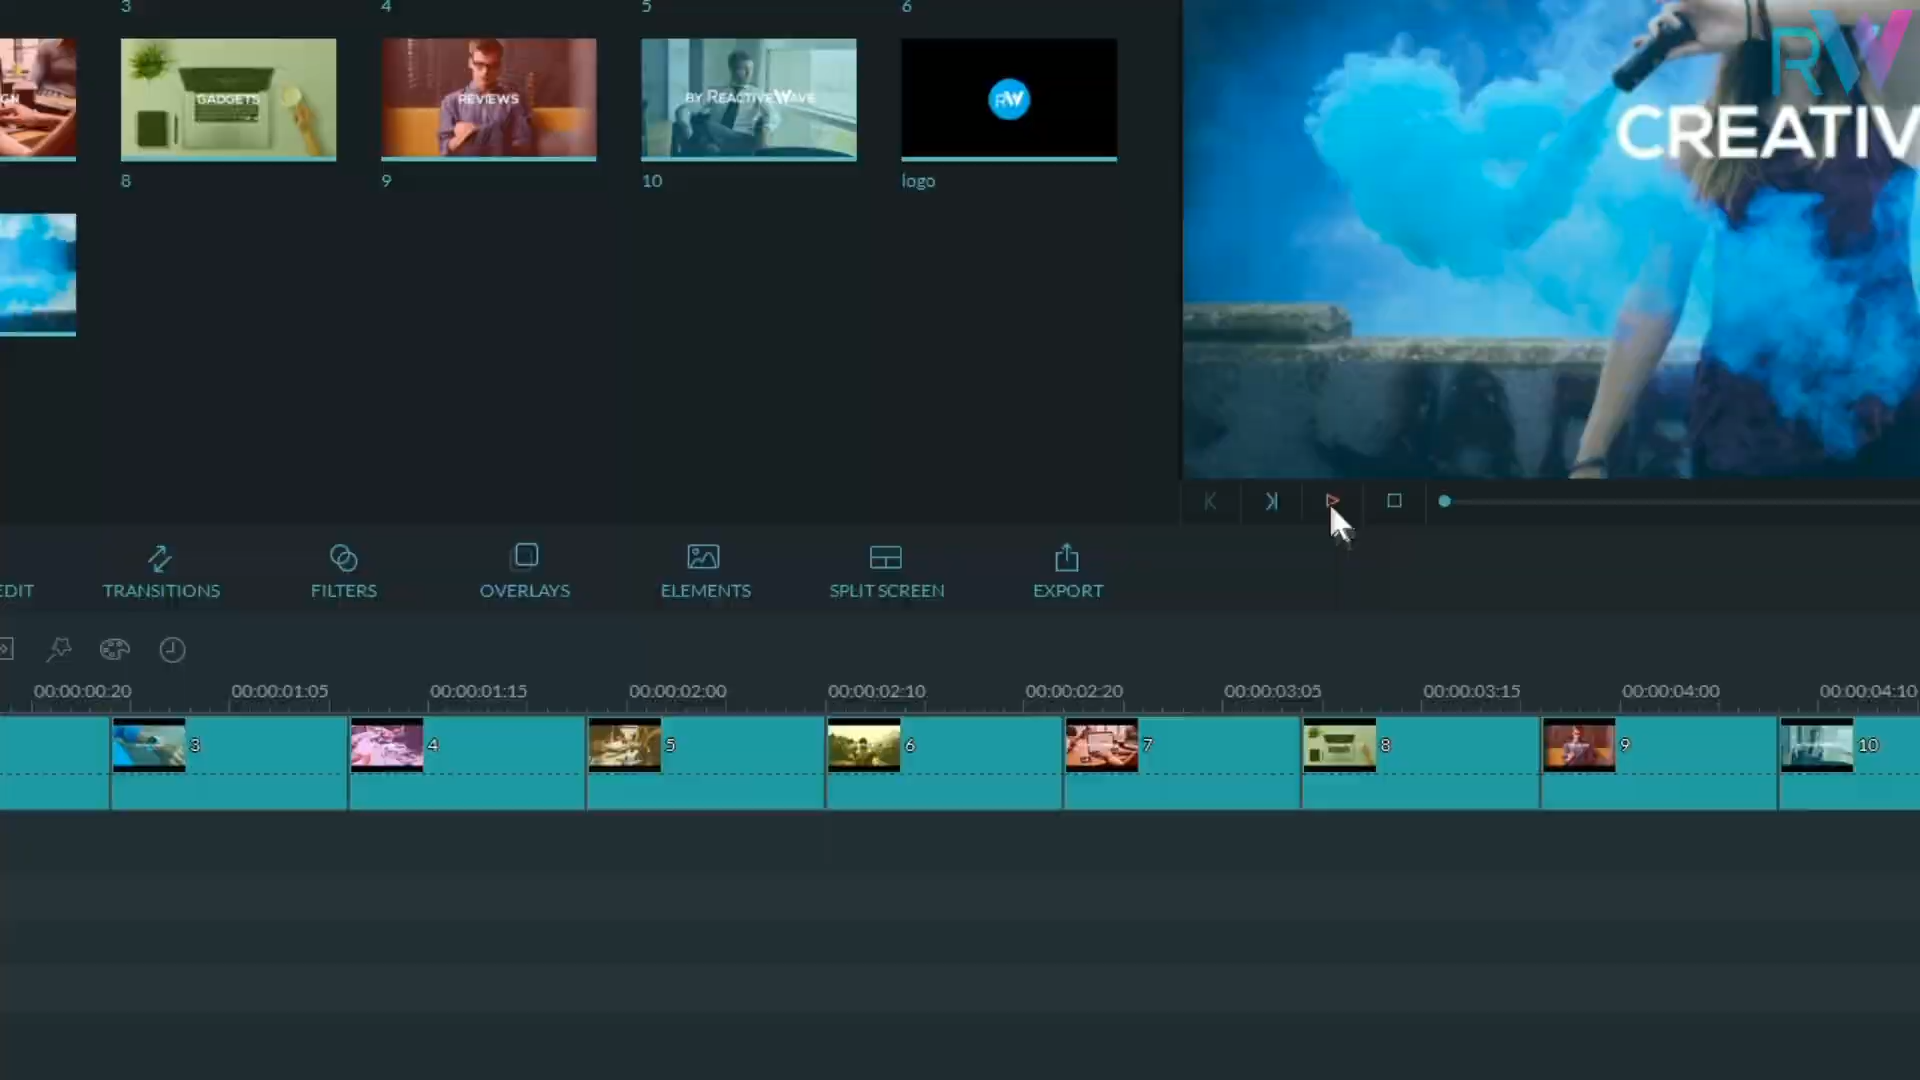 3 4 5 6
GN GADGETS REVIEWS BY REACTIVEWAVE RW
8 9 10 logo
RW
CREATIV
EDIT TRANSITIONS FILTERS OVERLAYS ELEMENTS SPLIT SCREEN EXPORT
00:00:00:20 00:00:01:05 00:00:01:15 00:00:02:00 00:00:02:10 00:00:02:20 00:00:03:05 00:00:03:15 00:00:04:00 00:00:04:10
3 4 5 6 7 8 9 10